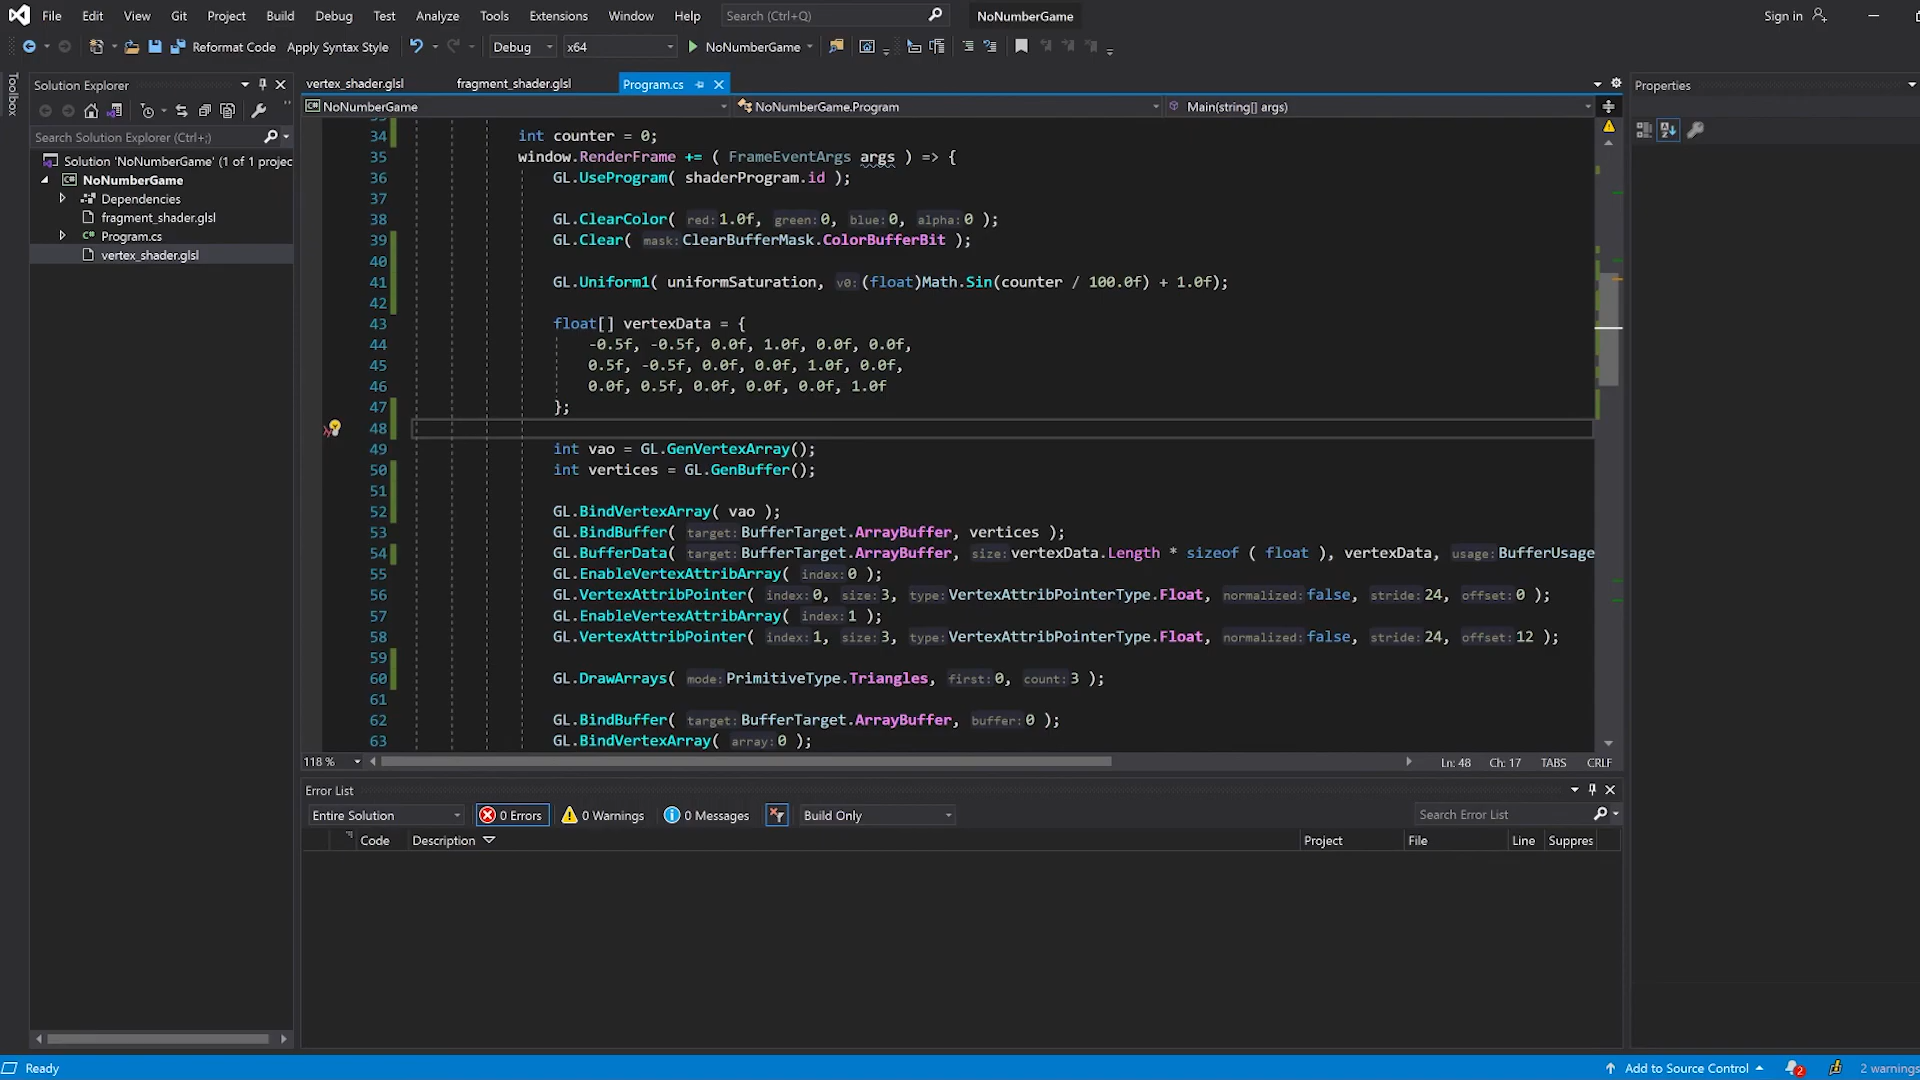 File Edit View Git Project Build Debug Test Analyze Tools Extensions Window Help Search (Ctrl+Q) NoNumberGame Sign in
Reformat Code Apply Syntax Style Debug x64 NoNumberGame
Toolbox
Solution Explorer
Search Solution Explorer (Ctrl+;)
Solution 'NoNumberGame' (1 of 1 projec
NoNumberGame
Dependencies
fragment_shader.glsl
Program.cs
vertex_shader.glsl
vertex_shader.glsl fragment_shader.glsl Program.cs
NoNumberGame NoNumberGame.Program Main(string[] args)
34 int counter = 0;
35 window.RenderFrame += ( FrameEventArgs args ) => {
36 GL.UseProgram( shaderProgram.id );
37
38 GL.ClearColor( red: 1.0f, green: 0, blue: 0, alpha: 0 );
39 GL.Clear( mask: ClearBufferMask.ColorBufferBit );
40
41 GL.Uniform1( uniformSaturation, v0: (float)Math.Sin(counter / 100.0f) + 1.0f);
42
43 float[] vertexData = {
44 -0.5f, -0.5f, 0.0f, 1.0f, 0.0f, 0.0f,
45 0.5f, -0.5f, 0.0f, 0.0f, 1.0f, 0.0f,
46 0.0f, 0.5f, 0.0f, 0.0f, 0.0f, 1.0f
47 };
48
49 int vao = GL.GenVertexArray();
50 int vertices = GL.GenBuffer();
51
52 GL.BindVertexArray( vao );
53 GL.BindBuffer( target: BufferTarget.ArrayBuffer, vertices );
54 GL.BufferData( target: BufferTarget.ArrayBuffer, size: vertexData.Length * sizeof ( float ), vertexData, usage: BufferUsage
55 GL.EnableVertexAttribArray( index: 0 );
56 GL.VertexAttribPointer( index: 0, size: 3, type: VertexAttribPointerType.Float, normalized: false, stride: 24, offset: 0 );
57 GL.EnableVertexAttribArray( index: 1 );
58 GL.VertexAttribPointer( index: 1, size: 3, type: VertexAttribPointerType.Float, normalized: false, stride: 24, offset: 12 );
59
60 GL.DrawArrays( mode: PrimitiveType.Triangles, first: 0, count: 3 );
61
62 GL.BindBuffer( target: BufferTarget.ArrayBuffer, buffer: 0 );
63 GL.BindVertexArray( array: 0 );
118 % Ln: 48 Ch: 17 TABS CRLF
Error List
Entire Solution 0 Errors 0 Warnings 0 Messages Build Only Search Error List
Code Description Project File Line Suppres
Properties
Ready Add to Source Control 2 2 warnings